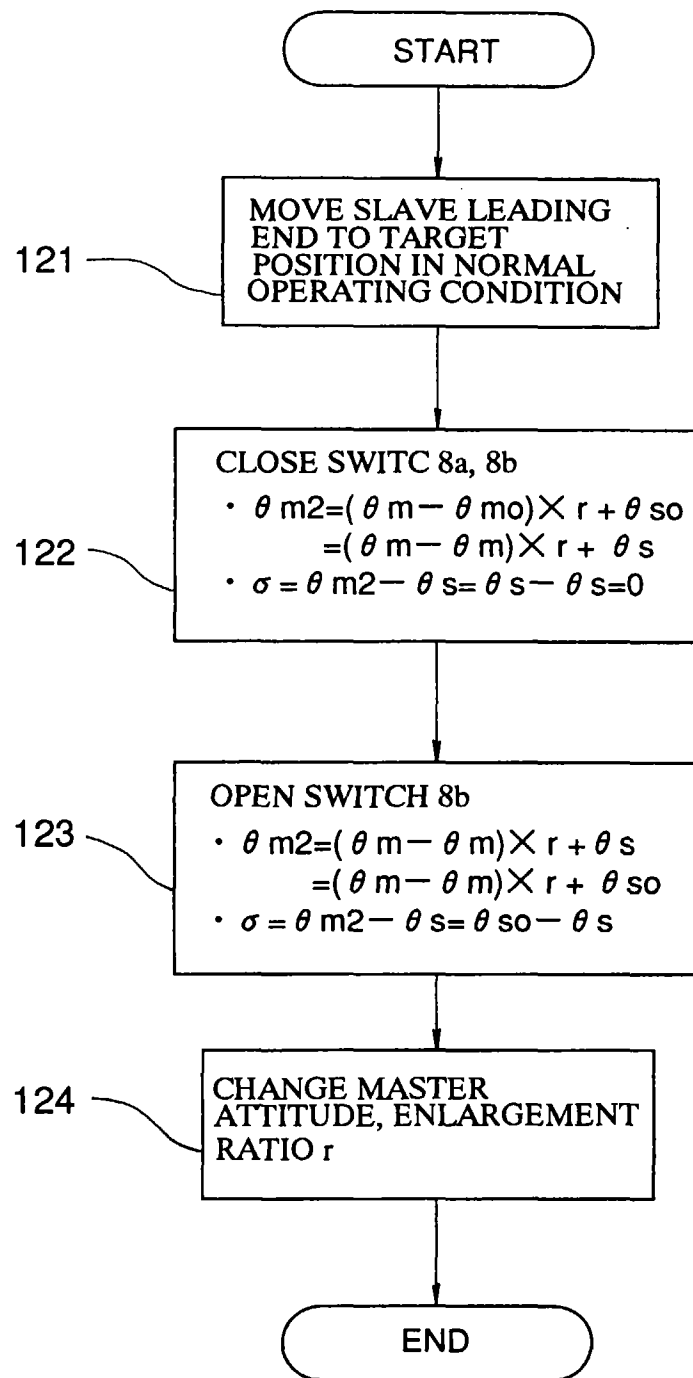 START
121
MOVE SLAVE LEADING
END TO TARGET
POSITION IN NORMAL
OPERATING CONDITION
122
CLOSE SWITC 8a, 8b
・ θ m2=( θ m− θ mo)× r + θ so
=( θ m− θ m)× r + θ s
・ σ = θ m2− θ s= θ s− θ s=0
123
OPEN SWITCH 8b
・ θ m2=( θ m− θ m)× r + θ s
=( θ m− θ m)× r + θ so
・ σ = θ m2− θ s= θ so− θ s
124
CHANGE MASTER
ATTITUDE, ENLARGEMENT
RATIO r
END